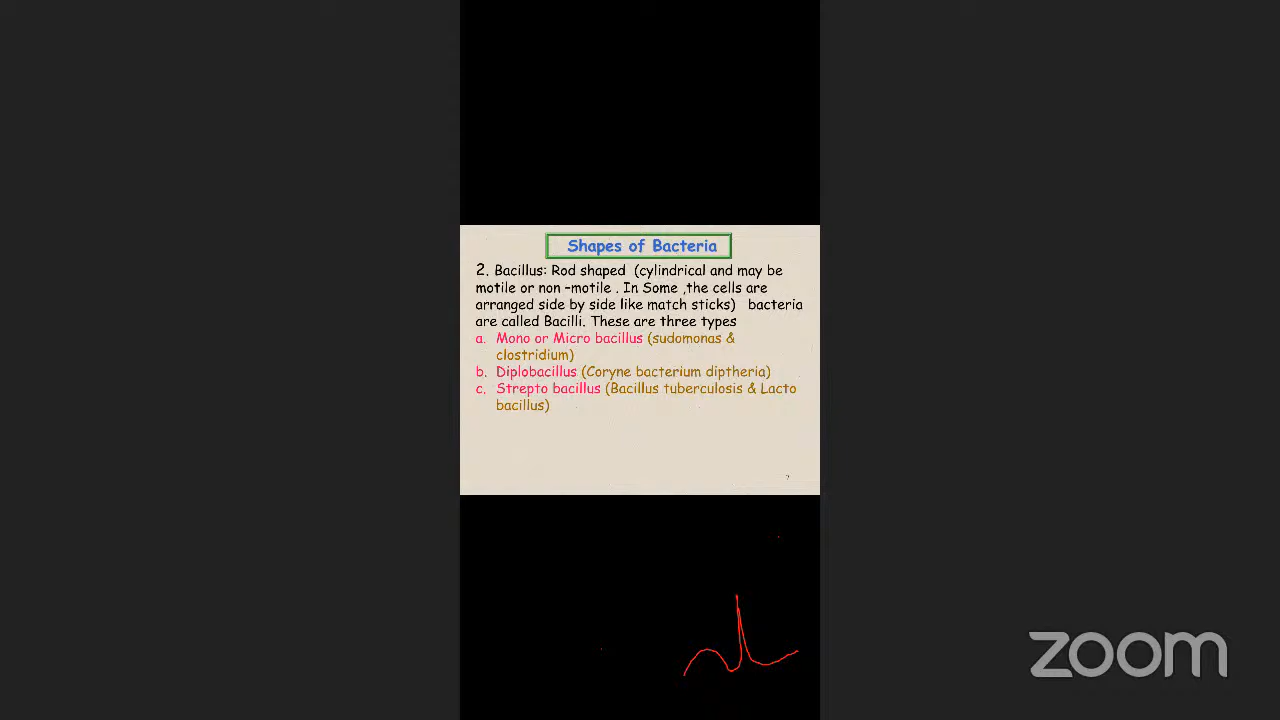 Shapes of Bacteria
2. Bacillus: Rod shaped (cylindrical and may be
motile or non –motile . In Some ,the cells are
arranged side by side like match sticks) bacteria
are called Bacilli. These are three types
a. Mono or Micro bacillus (sudomonas &
clostridium)
b. Diplobacillus (Coryne bacterium diptheria)
c. Strepto bacillus (Bacillus tuberculosis & Lacto
bacillus)
7
zoom